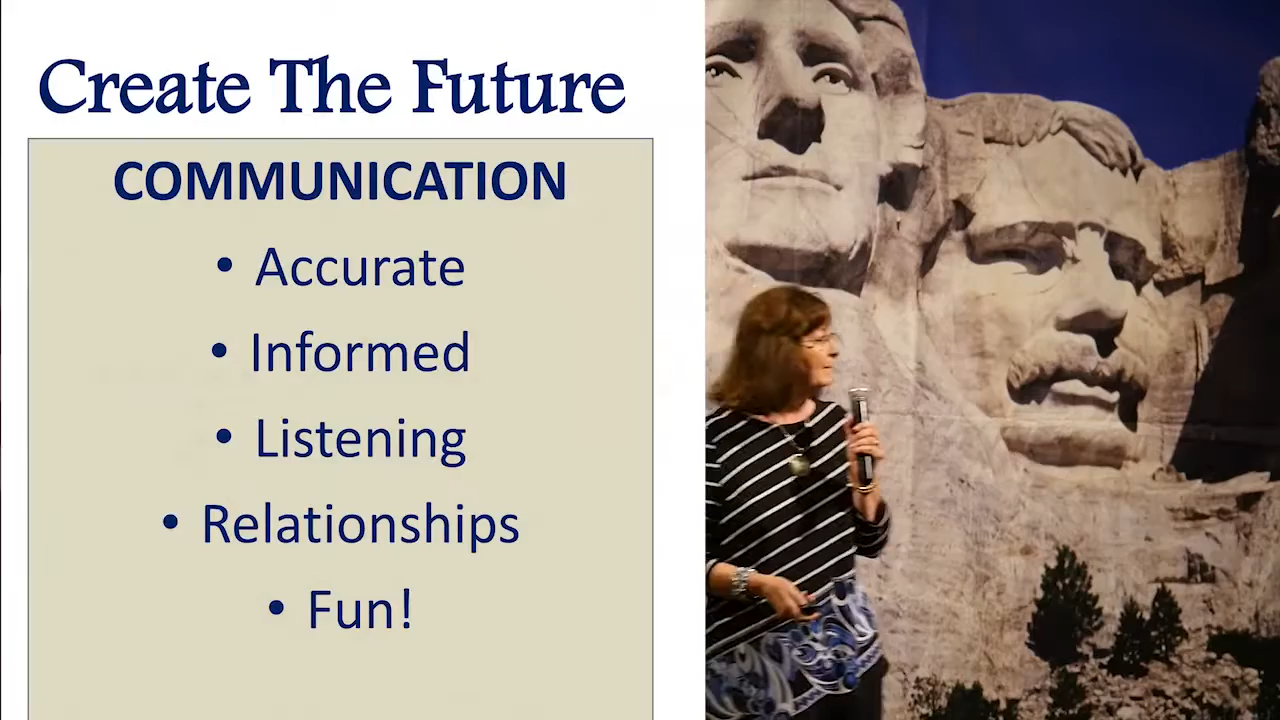 Create The Future
COMMUNICATION
• Accurate
• Informed
• Listening
• Relationships
• Fun!